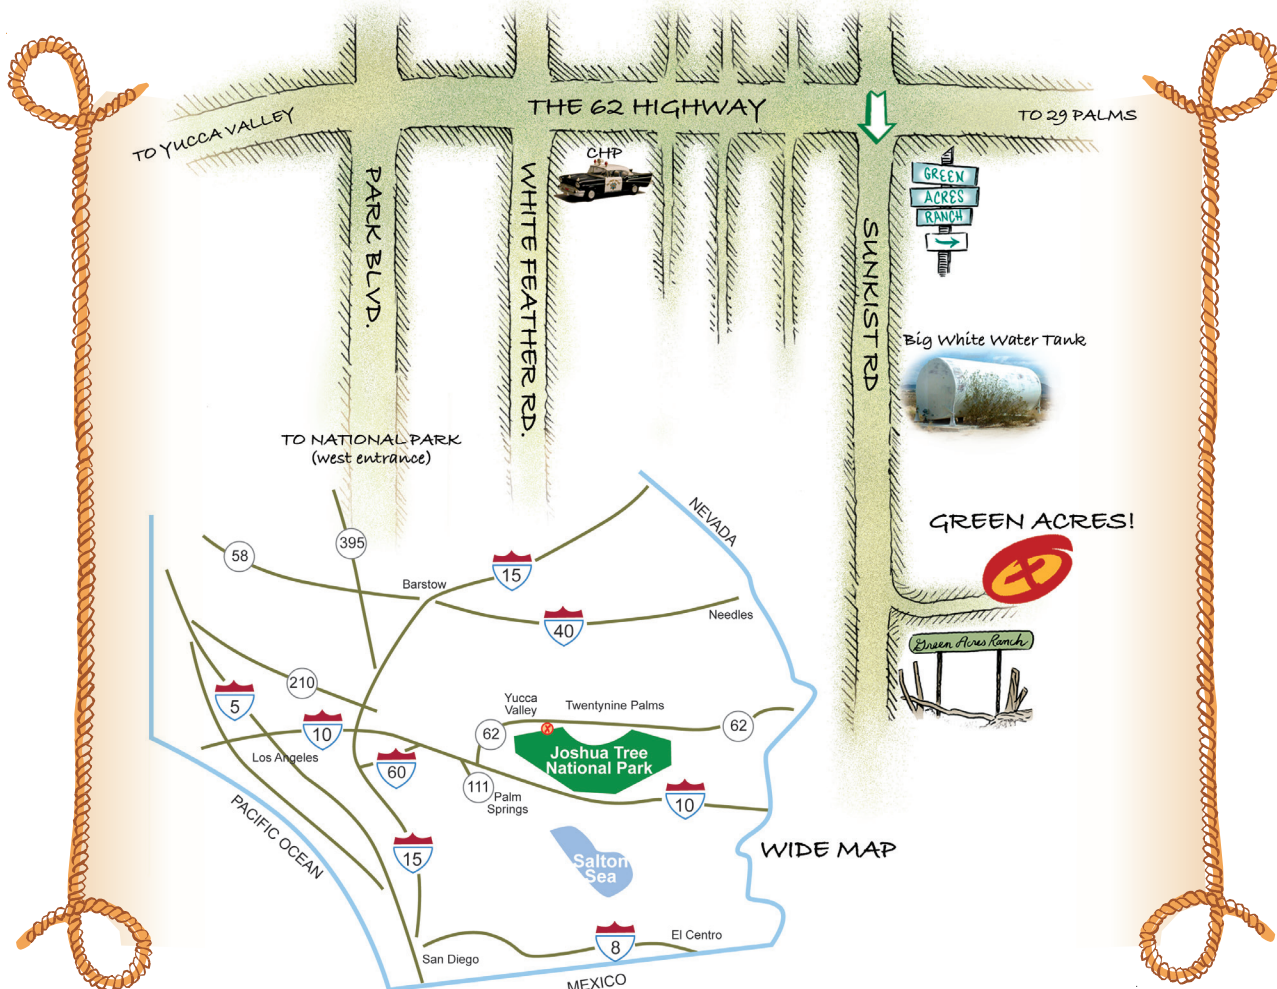 THE 62 HIGHWAY
TO YUCCA VALLEY
TO 29 PALMS
CHP
PARK BLVD.
WHITE FEATHER RD.
SUNKIST RD
GREEN
ACRES
RANCH
Big White Water Tank
TO NATIONAL PARK
(west entrance)
GREEN ACRES!
Green Acres Ranch
NEVADA
395
58
15
Barstow
40
Needles
210
5
10
Los Angeles
60
Yucca
Valley
Twentynine Palms
62
62
Joshua Tree
National Park
111
Palm
Springs
10
PACIFIC OCEAN
15
Salton
Sea
WIDE MAP
El Centro
8
San Diego
MEXICO